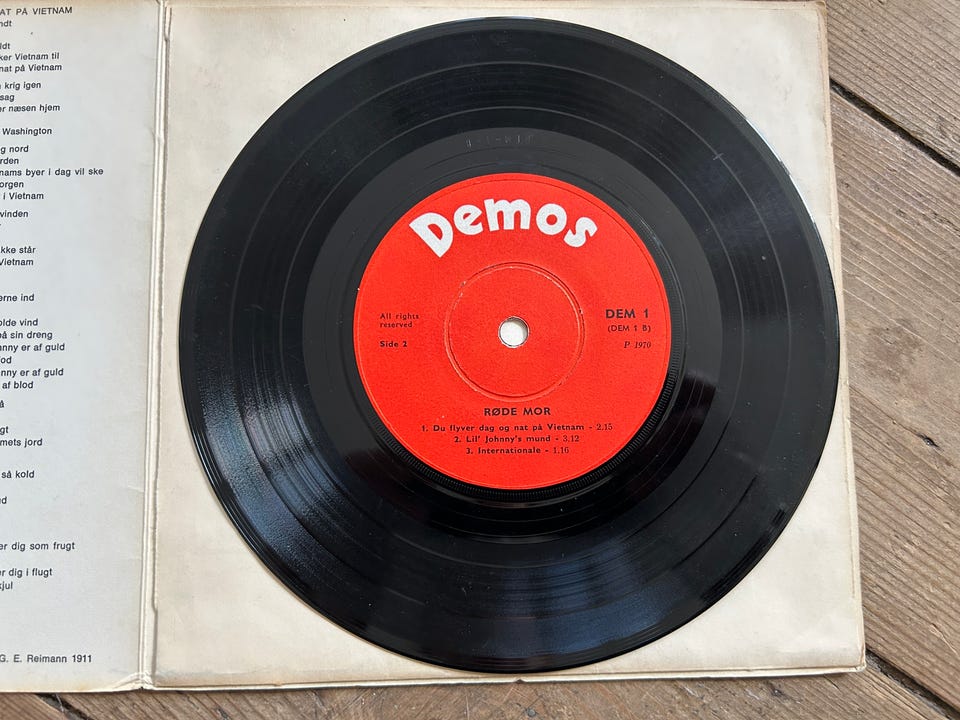 AT PÅ VIETNAM
ndt
ldt
ker Vietnam til
nat på Vietnam
krig igen
sag
er næsen hjem
Washington
g nord
rden
nams byer i dag vil ske
orgen
i Vietnam
vinden
kke står
Vietnam
erne ind
olde vind
på sin dreng
nny er af guld
od
nny er af guld
af blod
å
gt
mets jord
så kold
d
er dig som frugt
er dig i flugt
kjul
G. E. Reimann 1911
Demos
All rights
reserved
Side 2
DEM 1
(DEM 1 B)
P 1970
RØDE MOR
1. Du flyver dag og nat på Vietnam - 2.15
2. Lil' Johnny's mund - 3.12
3. Internationale - 1.16